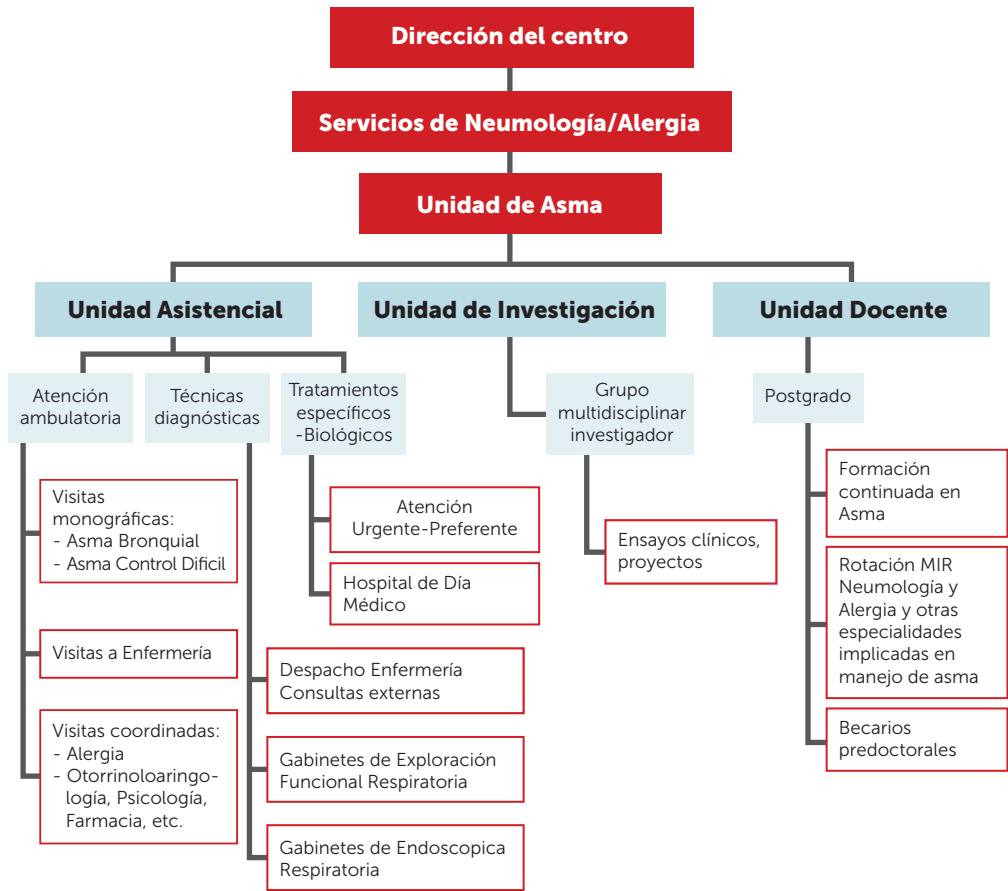 Dirección del centro
Servicios de Neumología/Alergia
Unidad de Asma
Unidad Asistencial
Unidad de Investigación
Unidad Docente
Atención
ambulatoria
Técnicas
diagnósticas
Tratamientos
específicos
-Biológicos
Grupo
multidisciplinar
investigador
Postgrado
Visitas
monográficas:
- Asma Bronquial
- Asma Control Dificil
Visitas a Enfermería
Visitas coordinadas:
- Alergia
- Otorrinoloaringo-
logía, Psicología,
Farmacia, etc.
Atención
Urgente-Preferente
Hospital de Día
Médico
Despacho Enfermería
Consultas externas
Gabinetes de Exploración
Funcional Respiratoria
Gabinetes de Endoscopica
Respiratoria
Ensayos clínicos,
proyectos
Formación
continuada en
Asma
Rotación MIR
Neumología y
Alergia y otras
especialidades
implicadas en
manejo de asma
Becarios
predoctorales